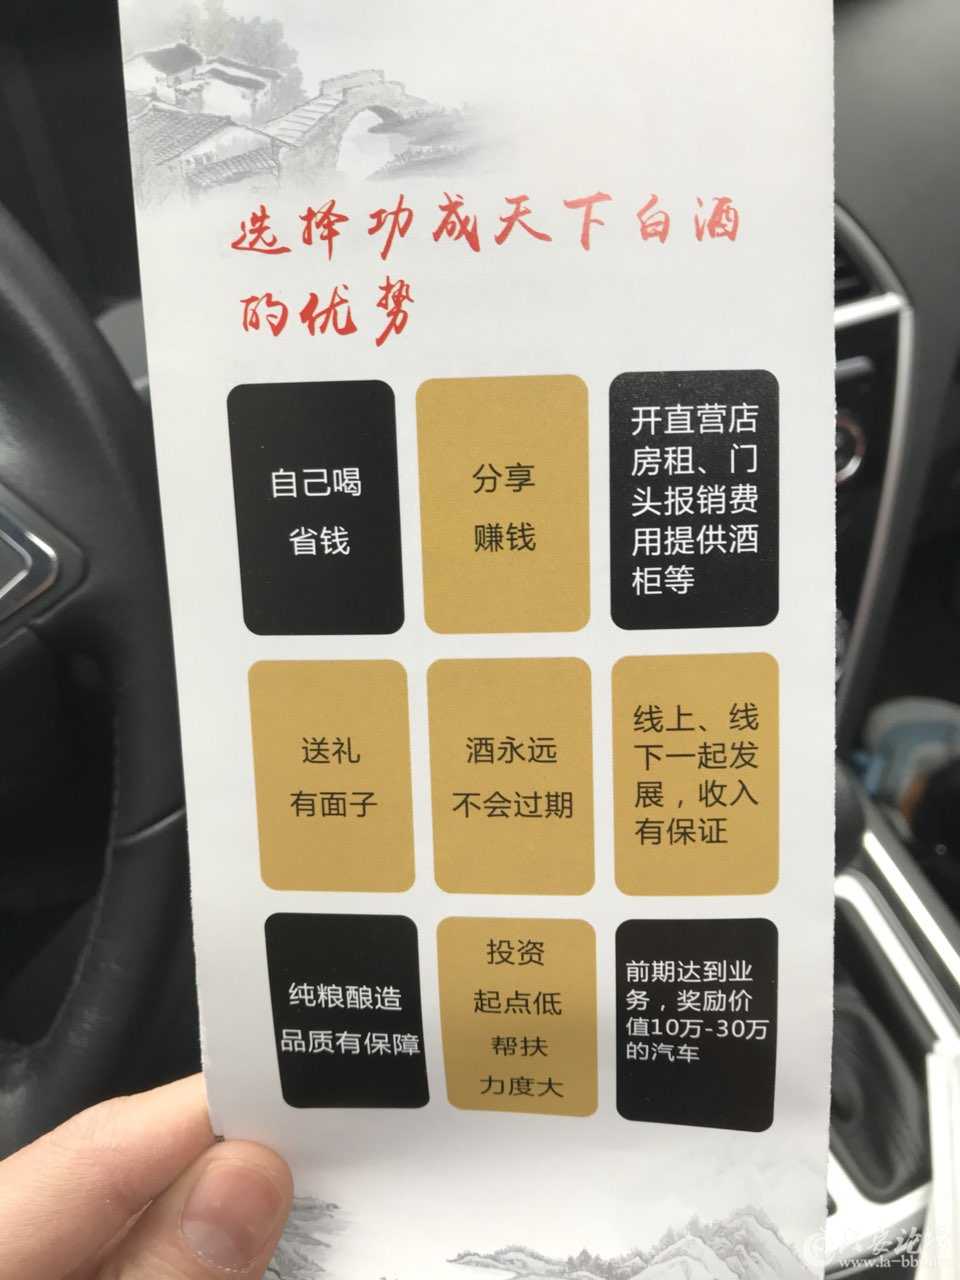 选择功成天下白酒
的优势
自己喝
省钱
分享
赚钱
开直营店
房租、门
头报销费
用提供酒
柜等
送礼
有面子
酒永远
不会过期
线上、线
下一起发
展，收入
有保证
纯粮酿造
品质有保障
投资
起点低
帮扶
力度大
前期达到业
务，奖励价
值10万-30万
的汽车